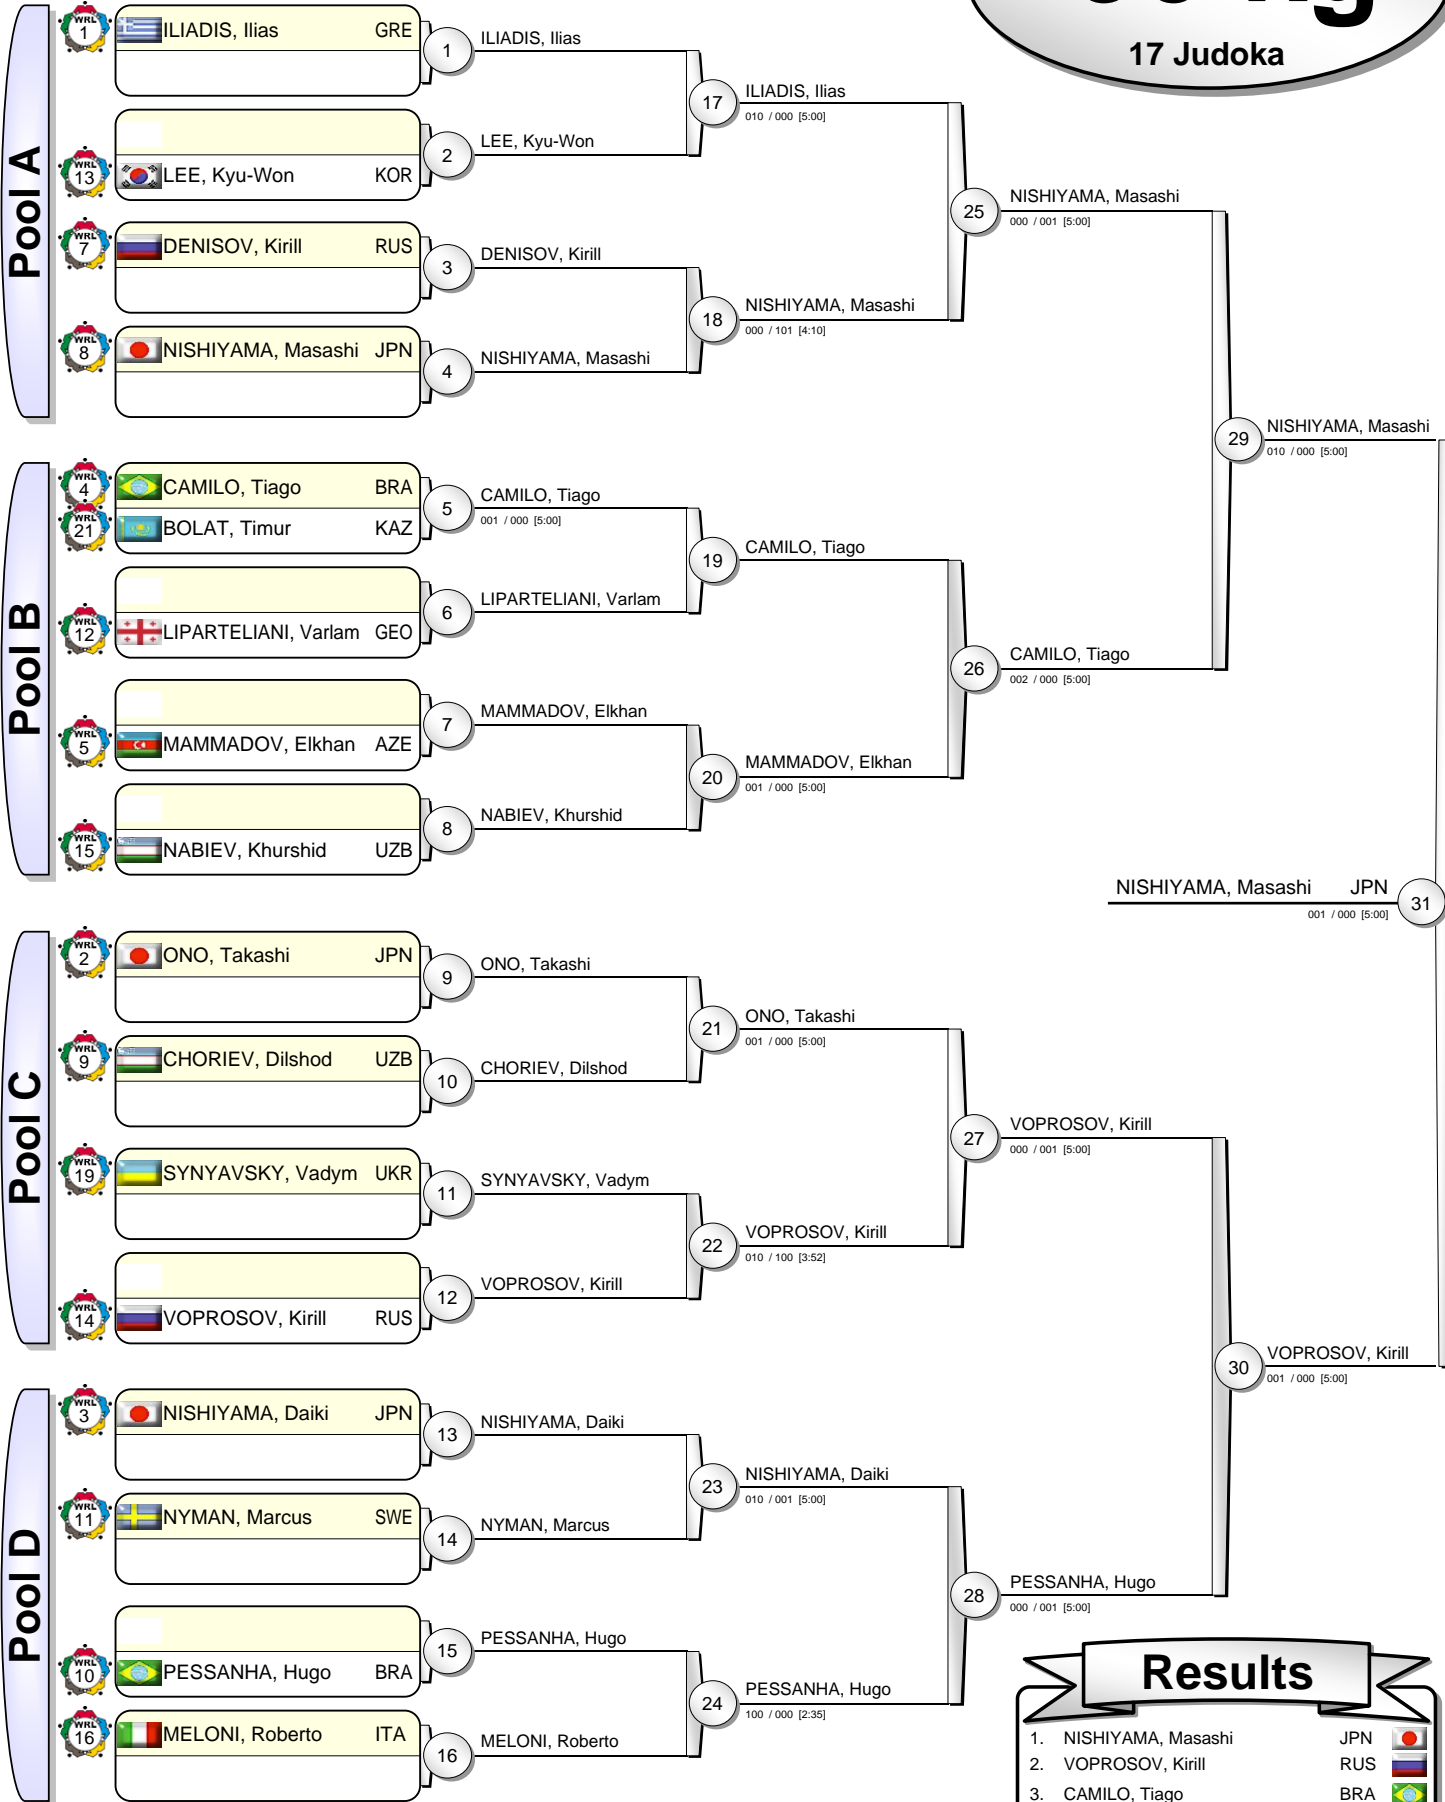 17 Judoka
Pool A
WRL 1 ILIADIS, Ilias GRE
WRL 13 LEE, Kyu-Won KOR
WRL 7 DENISOV, Kirill RUS
WRL 8 NISHIYAMA, Masashi JPN
1 ILIADIS, Ilias
2 LEE, Kyu-Won
3 DENISOV, Kirill
4 NISHIYAMA, Masashi
17 ILIADIS, Ilias
010 / 000 [5:00]
18 NISHIYAMA, Masashi
000 / 101 [4:10]
25 NISHIYAMA, Masashi
000 / 001 [5:00]
Pool B
WRL 4 CAMILO, Tiago BRA
WRL 21 BOLAT, Timur KAZ
WRL 12 LIPARTELIANI, Varlam GEO
WRL 5 MAMMADOV, Elkhan AZE
WRL 15 NABIEV, Khurshid UZB
5 CAMILO, Tiago
001 / 000 [5:00]
6 LIPARTELIANI, Varlam
7 MAMMADOV, Elkhan
8 NABIEV, Khurshid
19 CAMILO, Tiago
20 MAMMADOV, Elkhan
001 / 000 [5:00]
26 CAMILO, Tiago
002 / 000 [5:00]
29 NISHIYAMA, Masashi
010 / 000 [5:00]
NISHIYAMA, Masashi JPN 31
001 / 000 [5:00]
Pool C
WRL 2 ONO, Takashi JPN
WRL 9 CHORIEV, Dilshod UZB
WRL 19 SYNYAVSKY, Vadym UKR
WRL 14 VOPROSOV, Kirill RUS
9 ONO, Takashi
10 CHORIEV, Dilshod
11 SYNYAVSKY, Vadym
12 VOPROSOV, Kirill
21 ONO, Takashi
001 / 000 [5:00]
22 VOPROSOV, Kirill
010 / 100 [3:52]
27 VOPROSOV, Kirill
000 / 001 [5:00]
Pool D
WRL 3 NISHIYAMA, Daiki JPN
WRL 11 NYMAN, Marcus SWE
WRL 10 PESSANHA, Hugo BRA
WRL 16 MELONI, Roberto ITA
13 NISHIYAMA, Daiki
14 NYMAN, Marcus
15 PESSANHA, Hugo
16 MELONI, Roberto
23 NISHIYAMA, Daiki
010 / 001 [5:00]
24 PESSANHA, Hugo
100 / 000 [2:35]
28 PESSANHA, Hugo
000 / 001 [5:00]
30 VOPROSOV, Kirill
001 / 000 [5:00]
Results
1. NISHIYAMA, Masashi JPN
2. VOPROSOV, Kirill RUS
3. CAMILO, Tiago BRA